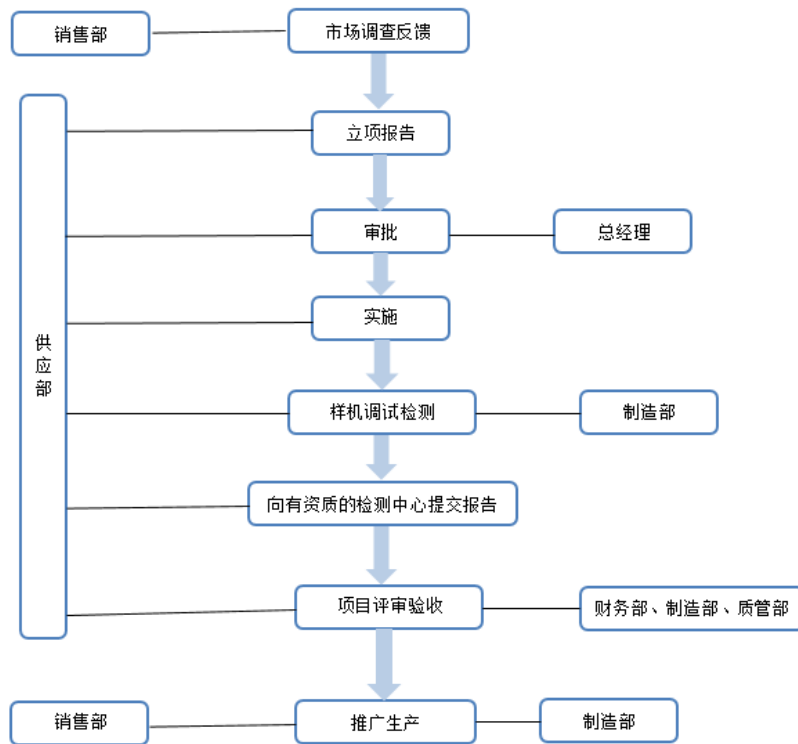 销售部
市场调查反馈
立项报告
审批
总经理
实施
供
应
部
样机调试检测
制造部
向有资质的检测中心提交报告
项目评审验收
财务部、制造部、质管部
销售部
推广生产
制造部